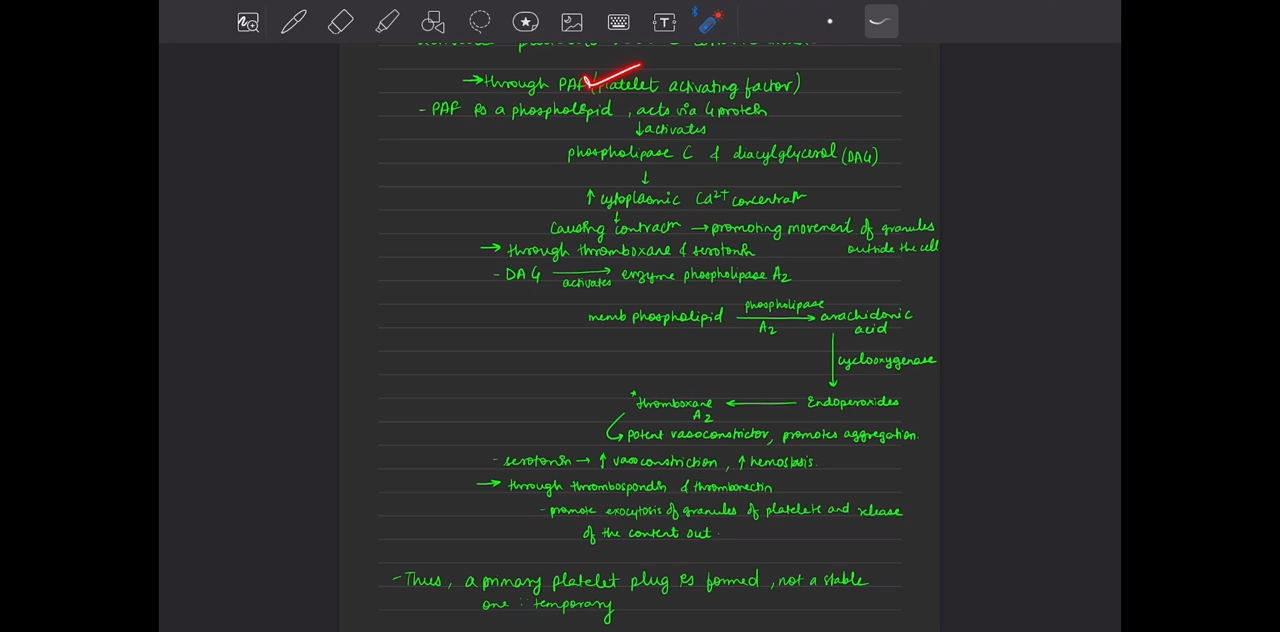 → through PAF (platelet activating factor)
- PAF is a phospholipid, acts via G protein
↓ activates
phospholipase C & diacylglycerol (DAG)
↓
↑ cytoplasmic Ca2+ concentratn
↓
causing contractn → promoting movement of granules
outside the cell
→ through thromboxane & serotonin
- DAG → enzyme phospholipase A2
activates
memb phospholipid → arachidonic acid
phospholipase A2
cyclooxygenase
* thromboxane A2 ← Endoperoxides
potent vasoconstrictor, promotes aggregation.
- serotonin → ↑ vasoconstriction, ↑ hemostasis.
→ through thrombospondin & thrombonectin
- promote exocytosis of granules of platelets and release
of the content out.
- Thus, a primary platelet plug is formed, not a stable
one : temporary